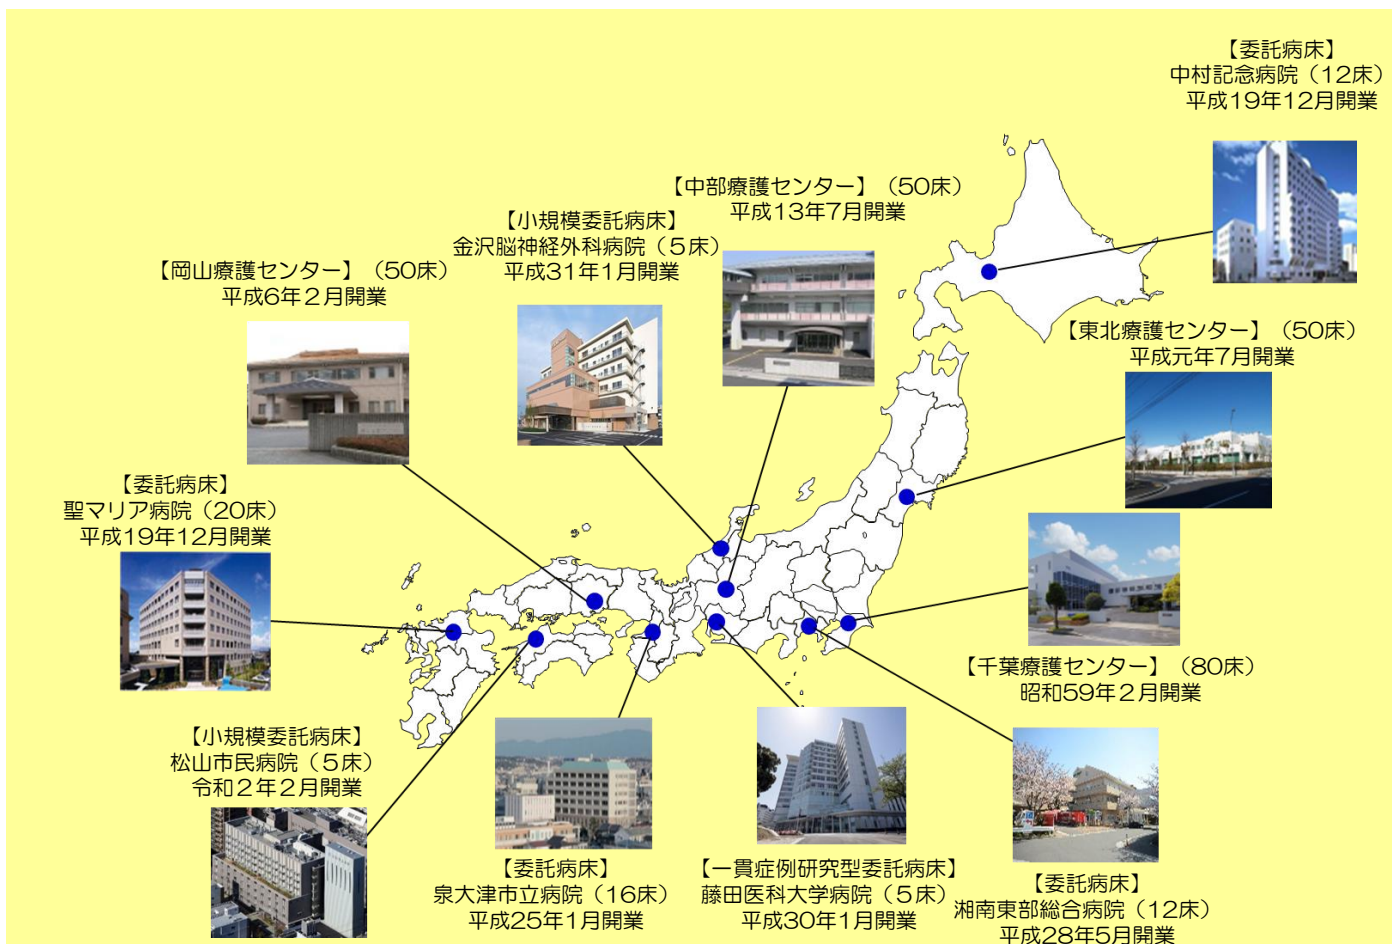 【委託病床】
中村記念病院（12床）
平成19年12月開業
【中部療護センター】（50床）
平成13年7月開業
【小規模委託病床】
金沢脳神経外科病院（５床）
平成31年１月開業
【岡山療護センター】（50床）
平成6年２月開業
【東北療護センター】（50床）
平成元年７月開業
【委託病床】
聖マリア病院（20床）
平成19年12月開業
【千葉療護センター】（80床）
昭和59年２月開業
【小規模委託病床】
松山市民病院（５床）
令和２年２月開業
【委託病床】
泉大津市立病院（16床）
平成25年１月開業
【一貫症例研究型委託病床】
藤田医科大学病院（５床）
平成30年１月開業
【委託病床】
湘南東部総合病院（12床）
平成28年5月開業